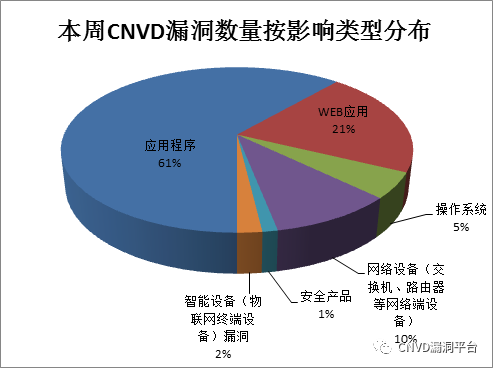 本周CNVD漏洞数量按影响类型分布
应用程序
61%
WEB应用
21%
操作系统
5%
网络设备（交
换机、路由器
等网络端设
备）
10%
安全产品
1%
智能设备（物
联网终端设
备）漏洞
2%
CNVD漏洞平台